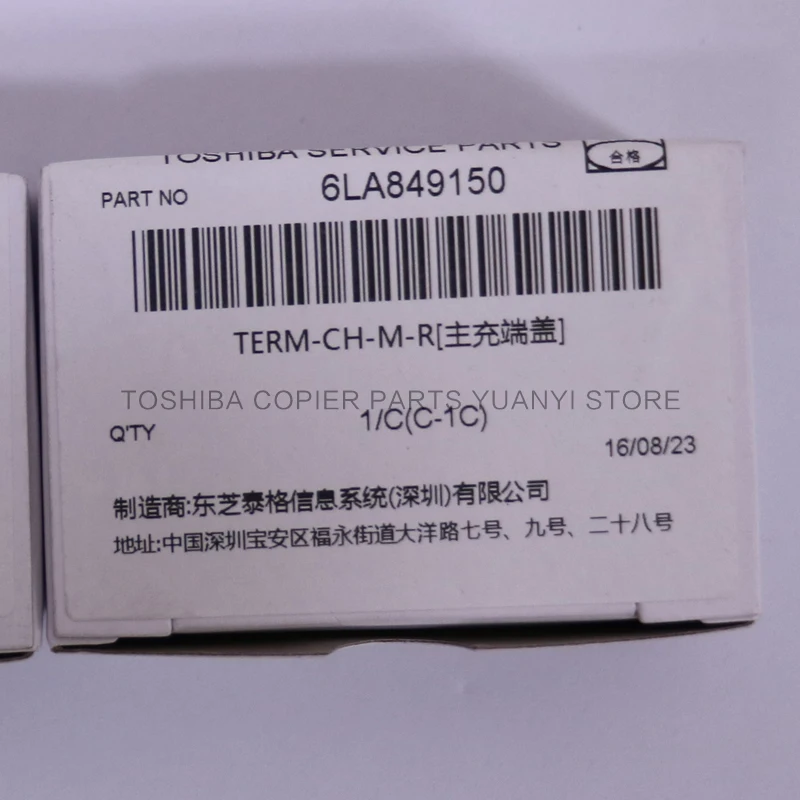 TOSHIBA SERVICE PARTS
合格
PART NO 6LA849150
TERM-CH-M-R[主充端盖]
TOSHIBA COPIER PARTS YUANYI STORE
Q'TY 1/C(C-1C)
16/08/23
制造商:东芝泰格信息系统(深圳)有限公司
地址:中国深圳宝安区福永街道大洋路七号、九号、二十八号